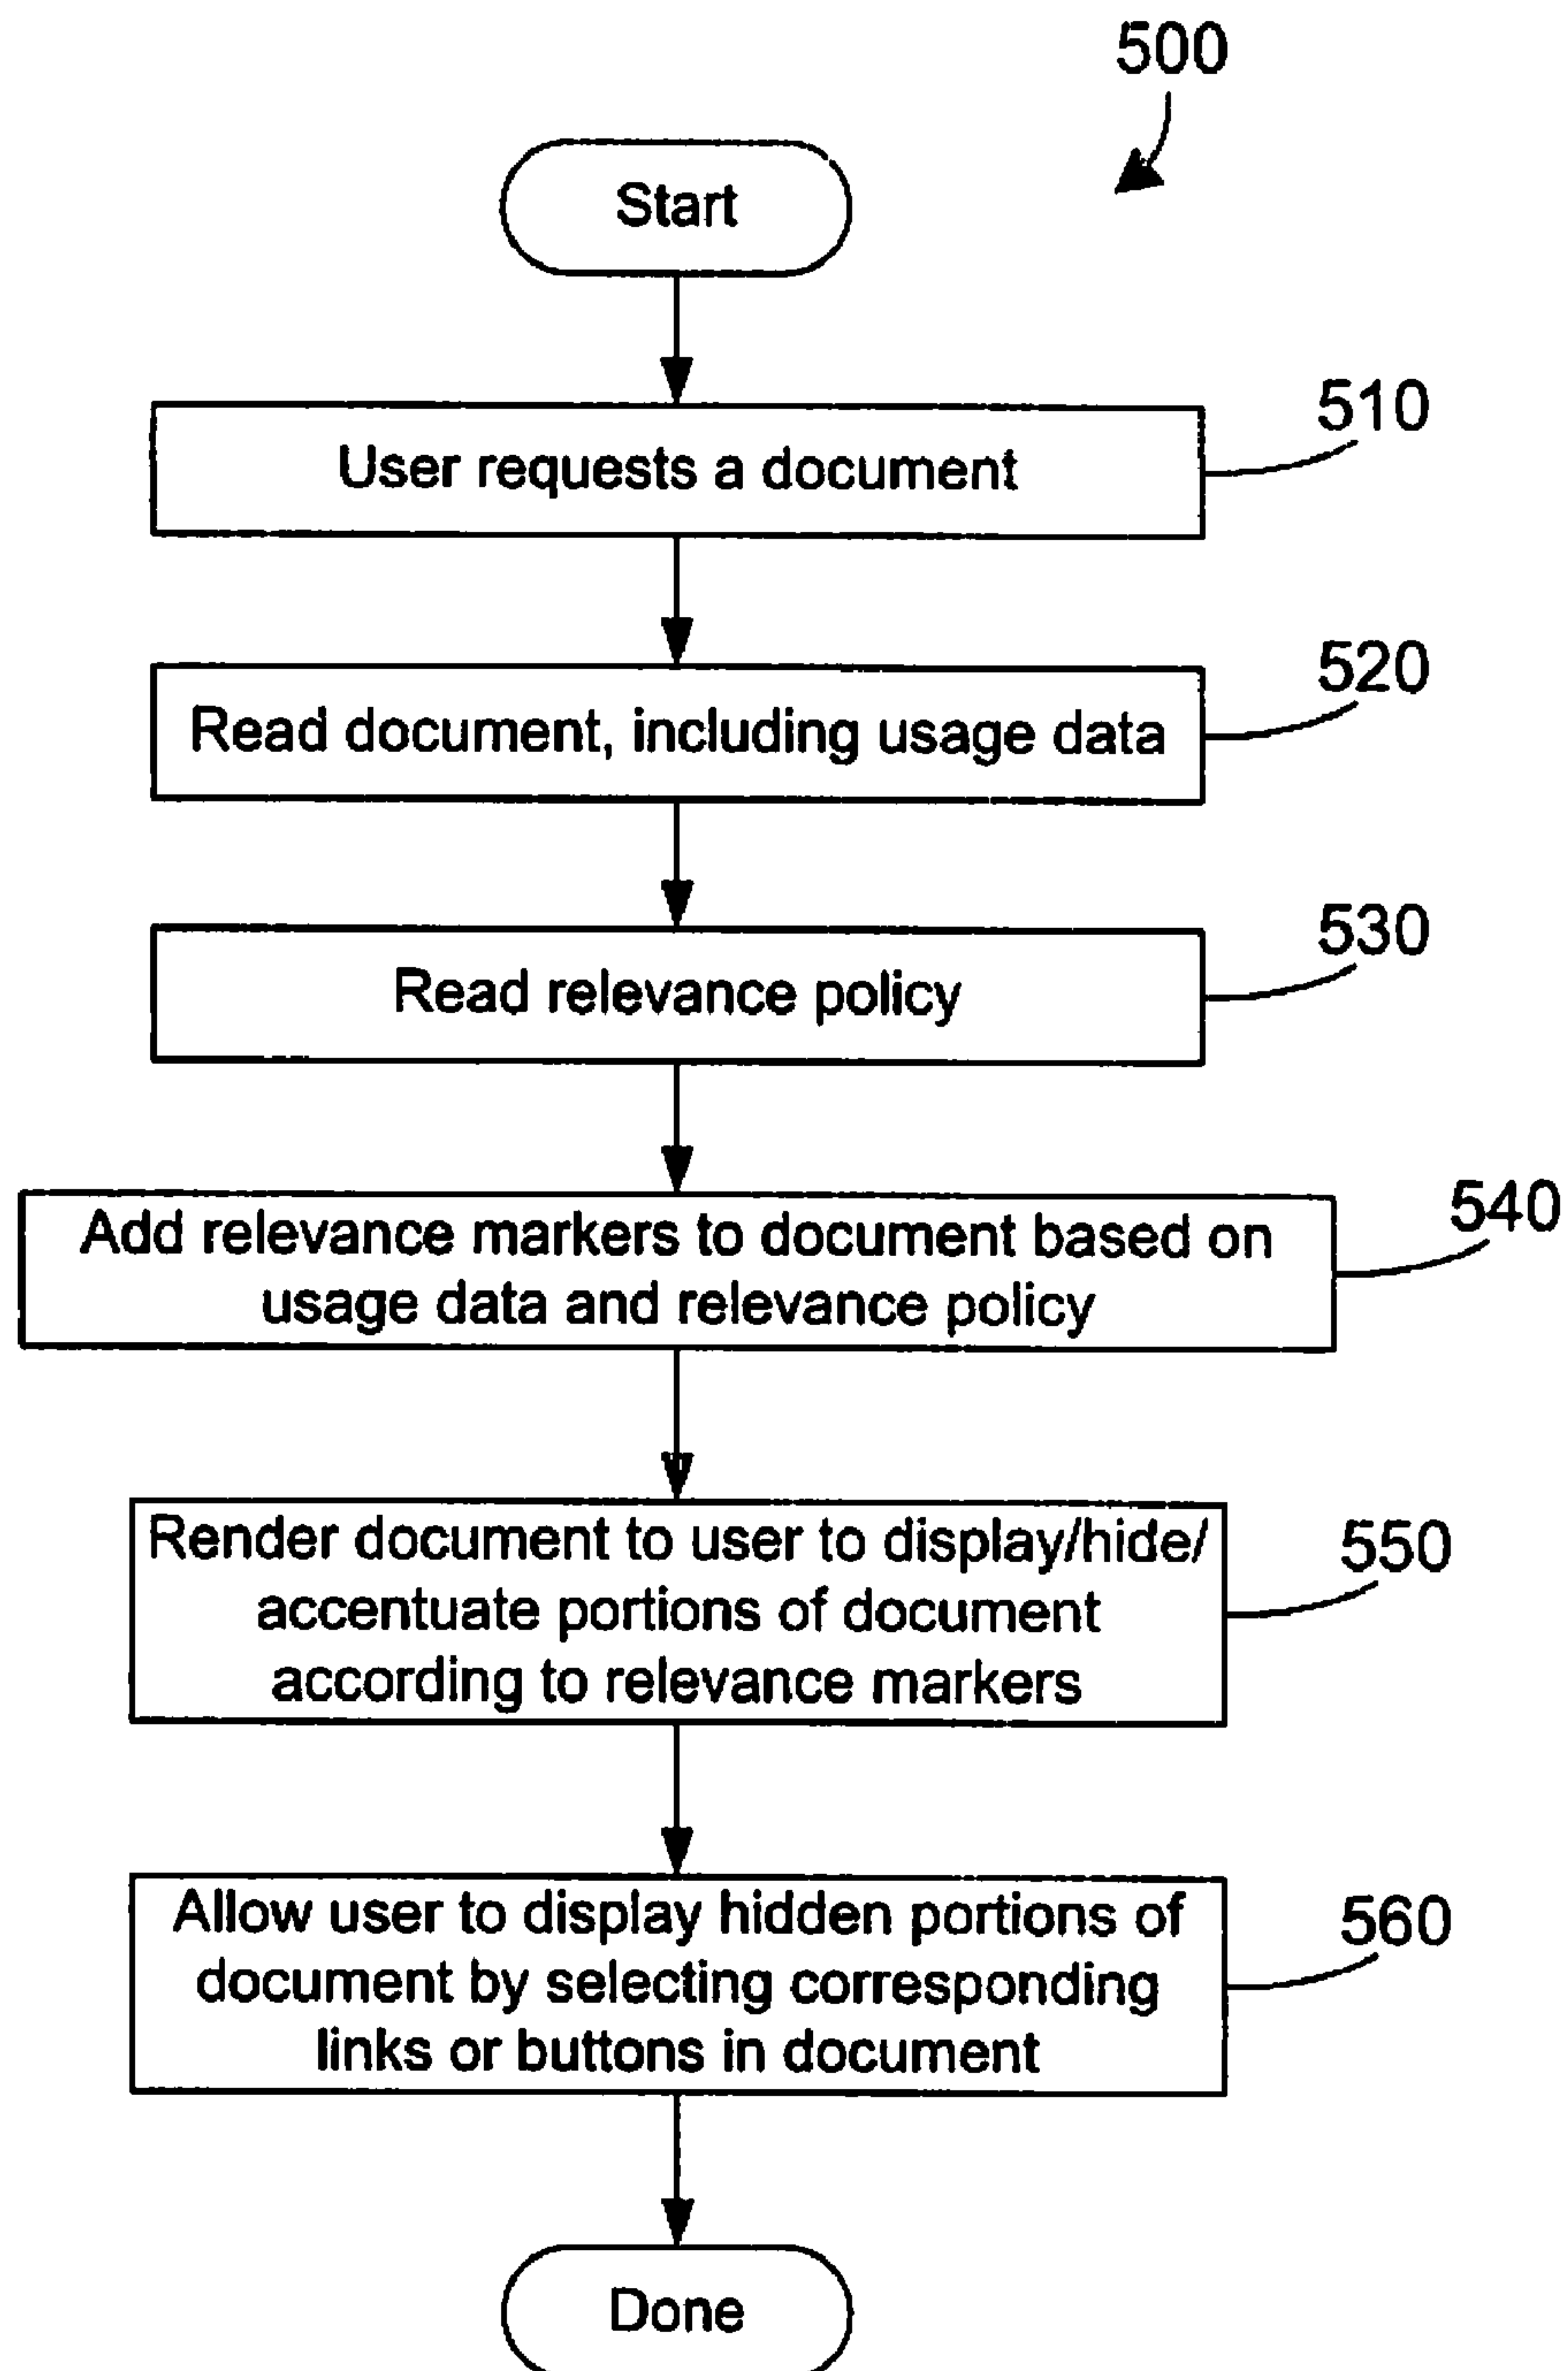 500
Start
510
User requests a document
520
Read document, including usage data
530
Read relevance policy
540
Add relevance markers to document based on
usage data and relevance policy
550
Render document to user to display/hide/
accentuate portions of document
according to relevance markers
560
Allow user to display hidden portions of
document by selecting corresponding
links or buttons in document
Done